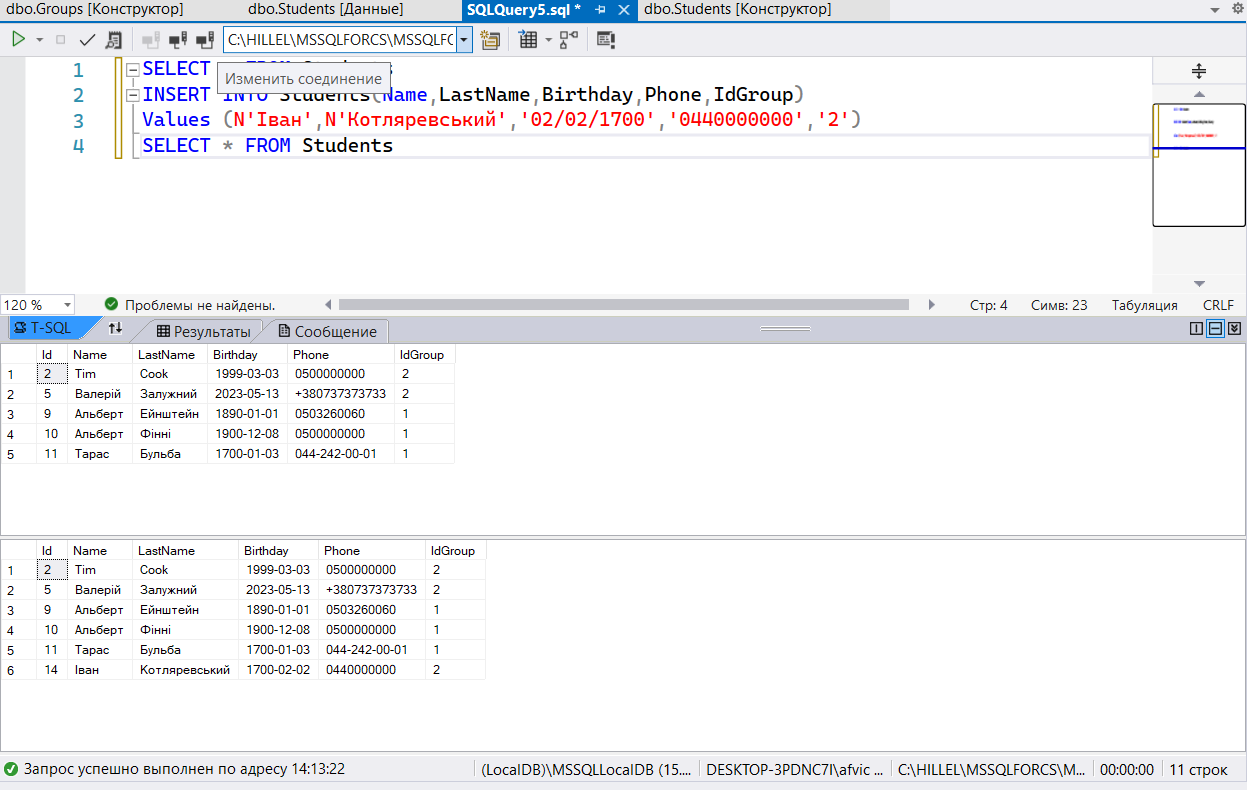 dbo.Groups [Конструктор] dbo.Students [Данные] SQLQuery5.sql * dbo.Students [Конструктор]
C:\HILLEL\MSSQLFORCS\MSSQLFC
1 SELECT
Изменить соединение
2 INSERT INTO Students(Name,LastName,Birthday,Phone,IdGroup)
3 Values (N'Іван',N'Котляревський','02/02/1700','0440000000','2')
4 SELECT * FROM Students
120 % Проблемы не найдены. Стр: 4 Симв: 23 Табуляция CRLF
T-SQL Результаты Сообщение
Id Name LastName Birthday Phone IdGroup
1 2 Tim Cook 1999-03-03 0500000000 2
2 5 Валерій Залужний 2023-05-13 +380737373733 2
3 9 Альберт Ейнштейн 1890-01-01 0503260060 1
4 10 Альберт Фінні 1900-12-08 0500000000 1
5 11 Тарас Бульба 1700-01-03 044-242-00-01 1
Id Name LastName Birthday Phone IdGroup
1 2 Tim Cook 1999-03-03 0500000000 2
2 5 Валерій Залужний 2023-05-13 +380737373733 2
3 9 Альберт Ейнштейн 1890-01-01 0503260060 1
4 10 Альберт Фінні 1900-12-08 0500000000 1
5 11 Тарас Бульба 1700-01-03 044-242-00-01 1
6 14 Іван Котляревський 1700-02-02 0440000000 2
Запрос успешно выполнен по адресу 14:13:22 (LocalDB)\MSSQLLocalDB (15.... DESKTOP-3PDNC7I\afvic ... C:\HILLEL\MSSQLFORCS\M... 00:00:00 11 строк